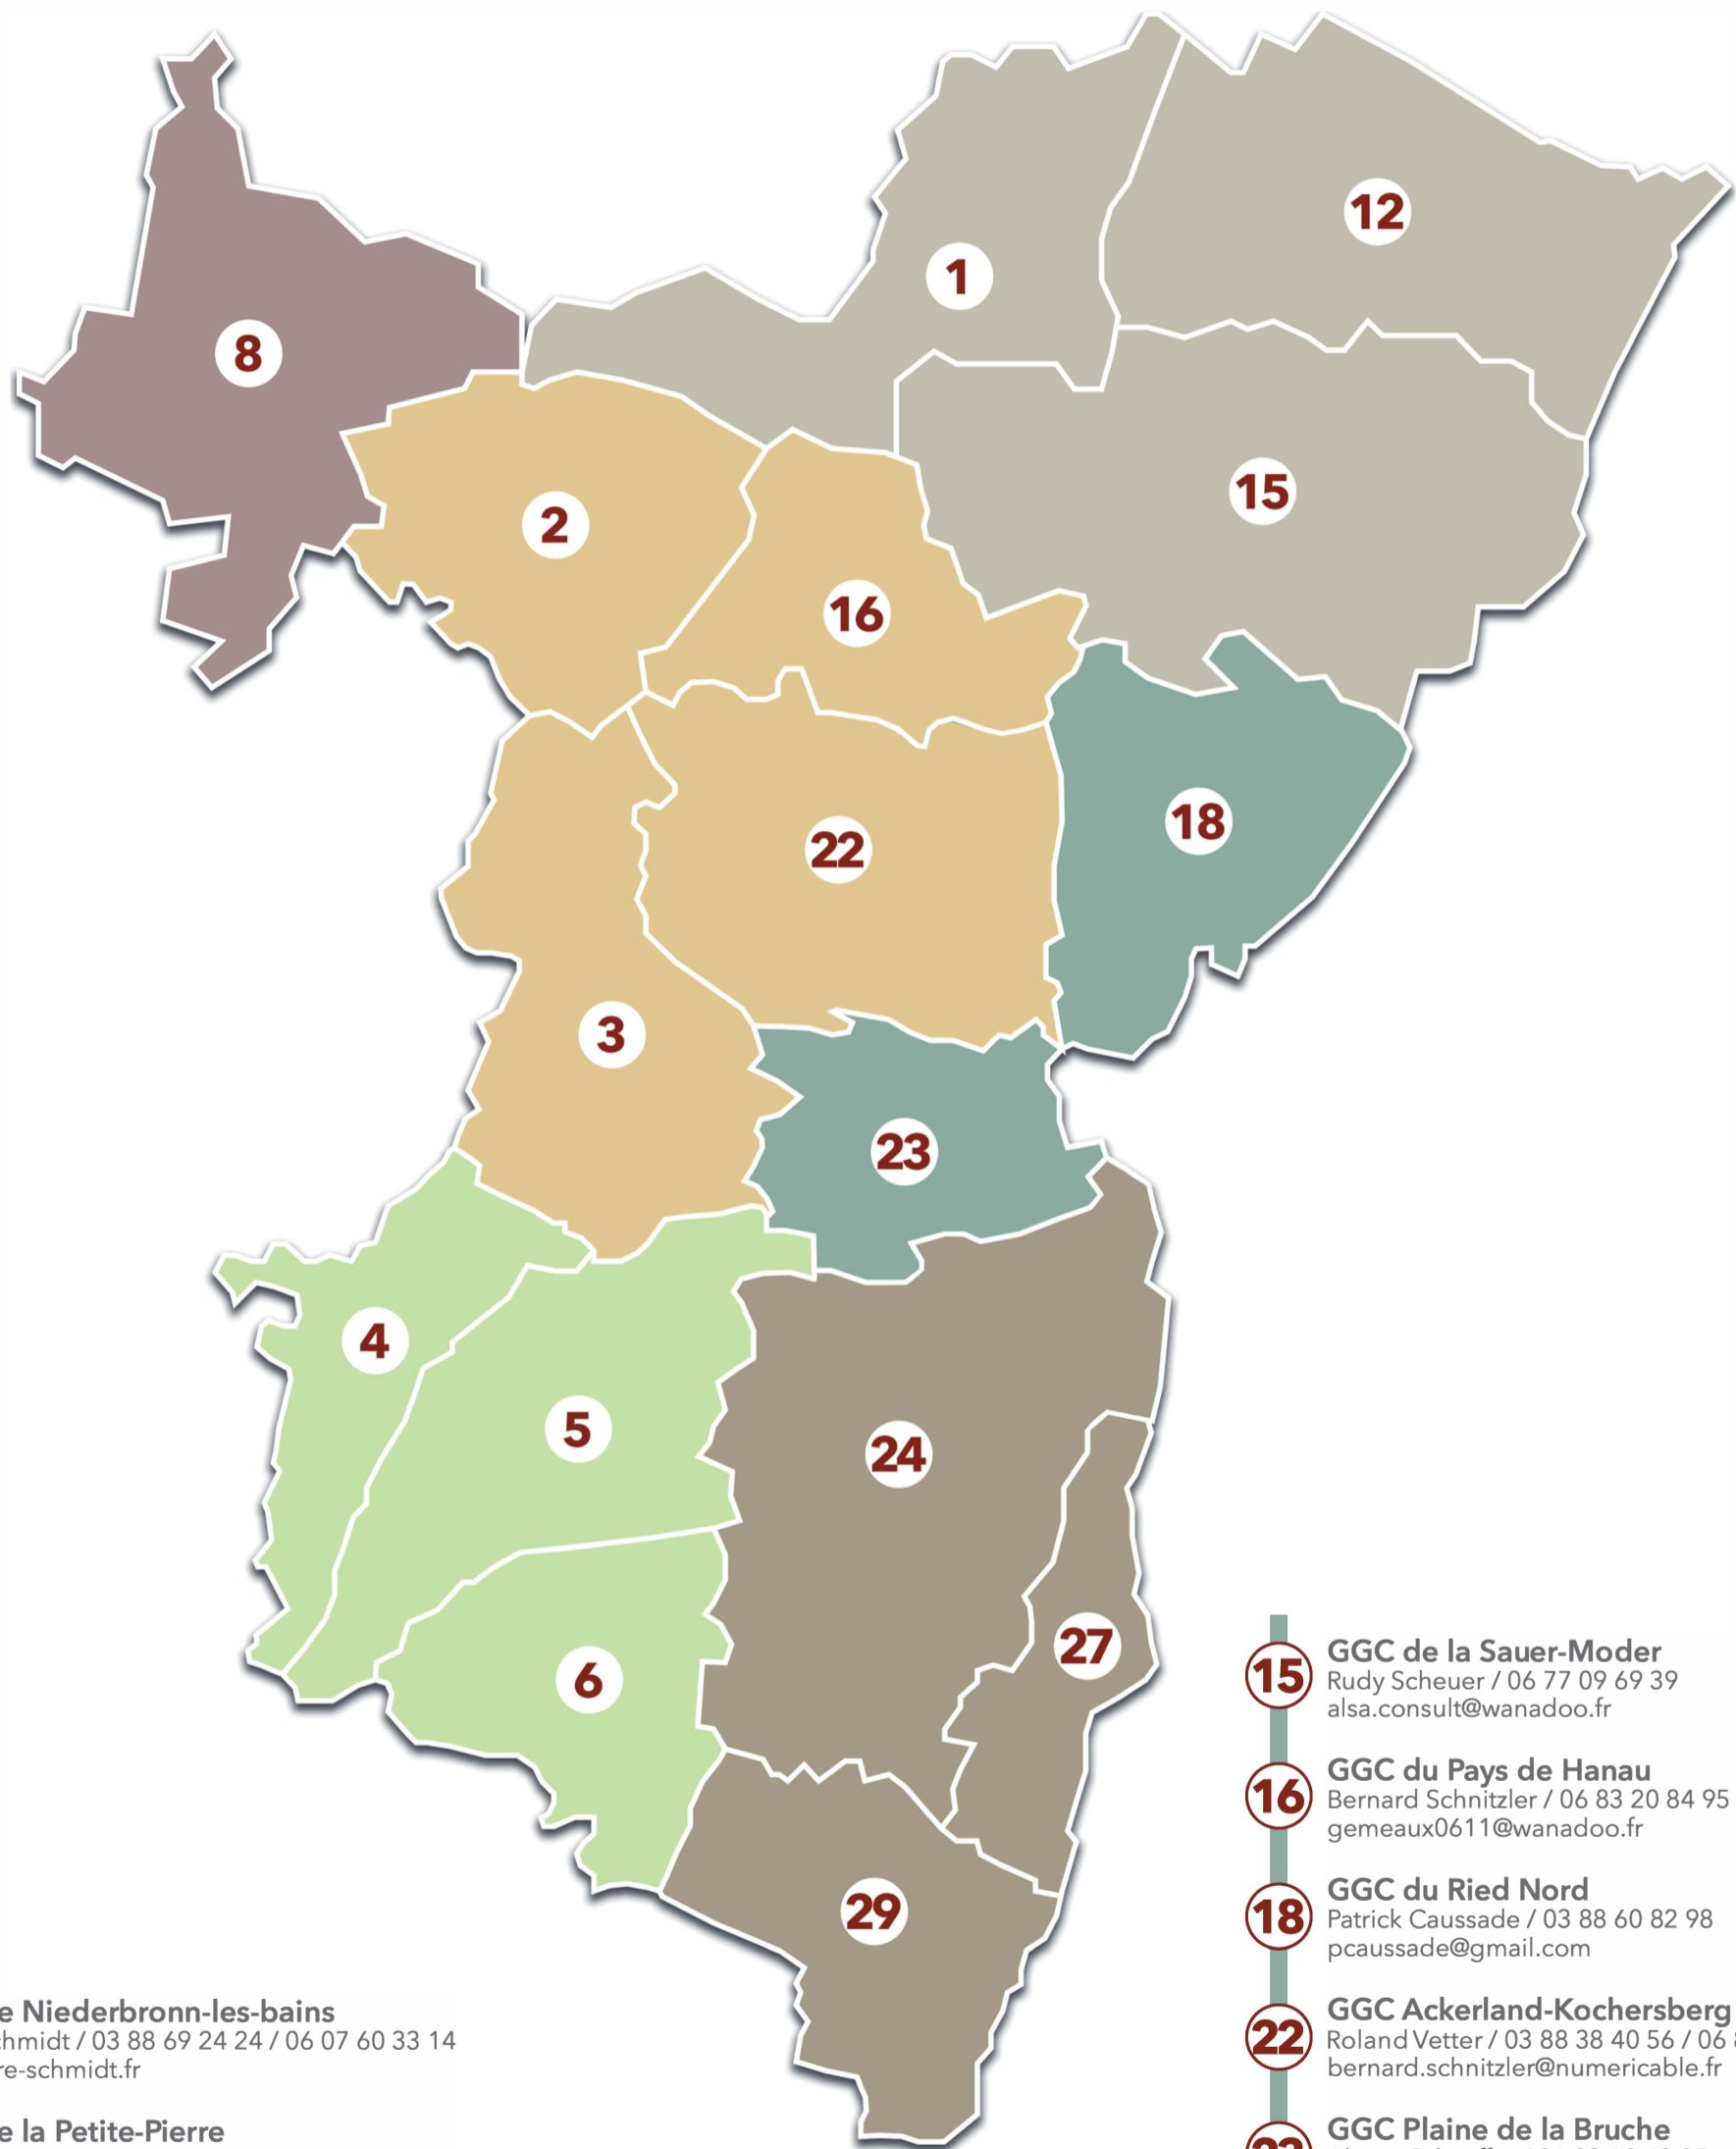 12
1
8
15
2
16
18
22
3
23
4
5
24
27
6
29
15
GGC de la Sauer-Moder
Rudy Scheuer / 06 77 09 69 39
alsa.consult@wanadoo.fr
16
GGC du Pays de Hanau
Bernard Schnitzler / 06 83 20 84 95
gemeaux0611@wanadoo.fr
18
GGC du Ried Nord
Patrick Caussade / 03 88 60 82 98
pcaussade@gmail.com
22
GGC Ackerland-Kochersberg
Roland Vetter / 03 88 38 40 56 / 06
bernard.schnitzler@numericable.fr
23
GGC Plaine de la Bruche
e Niederbronn-les-bains
chmidt / 03 88 69 24 24 / 06 07 60 33 14
re-schmidt.fr
e la Petite-Pierre